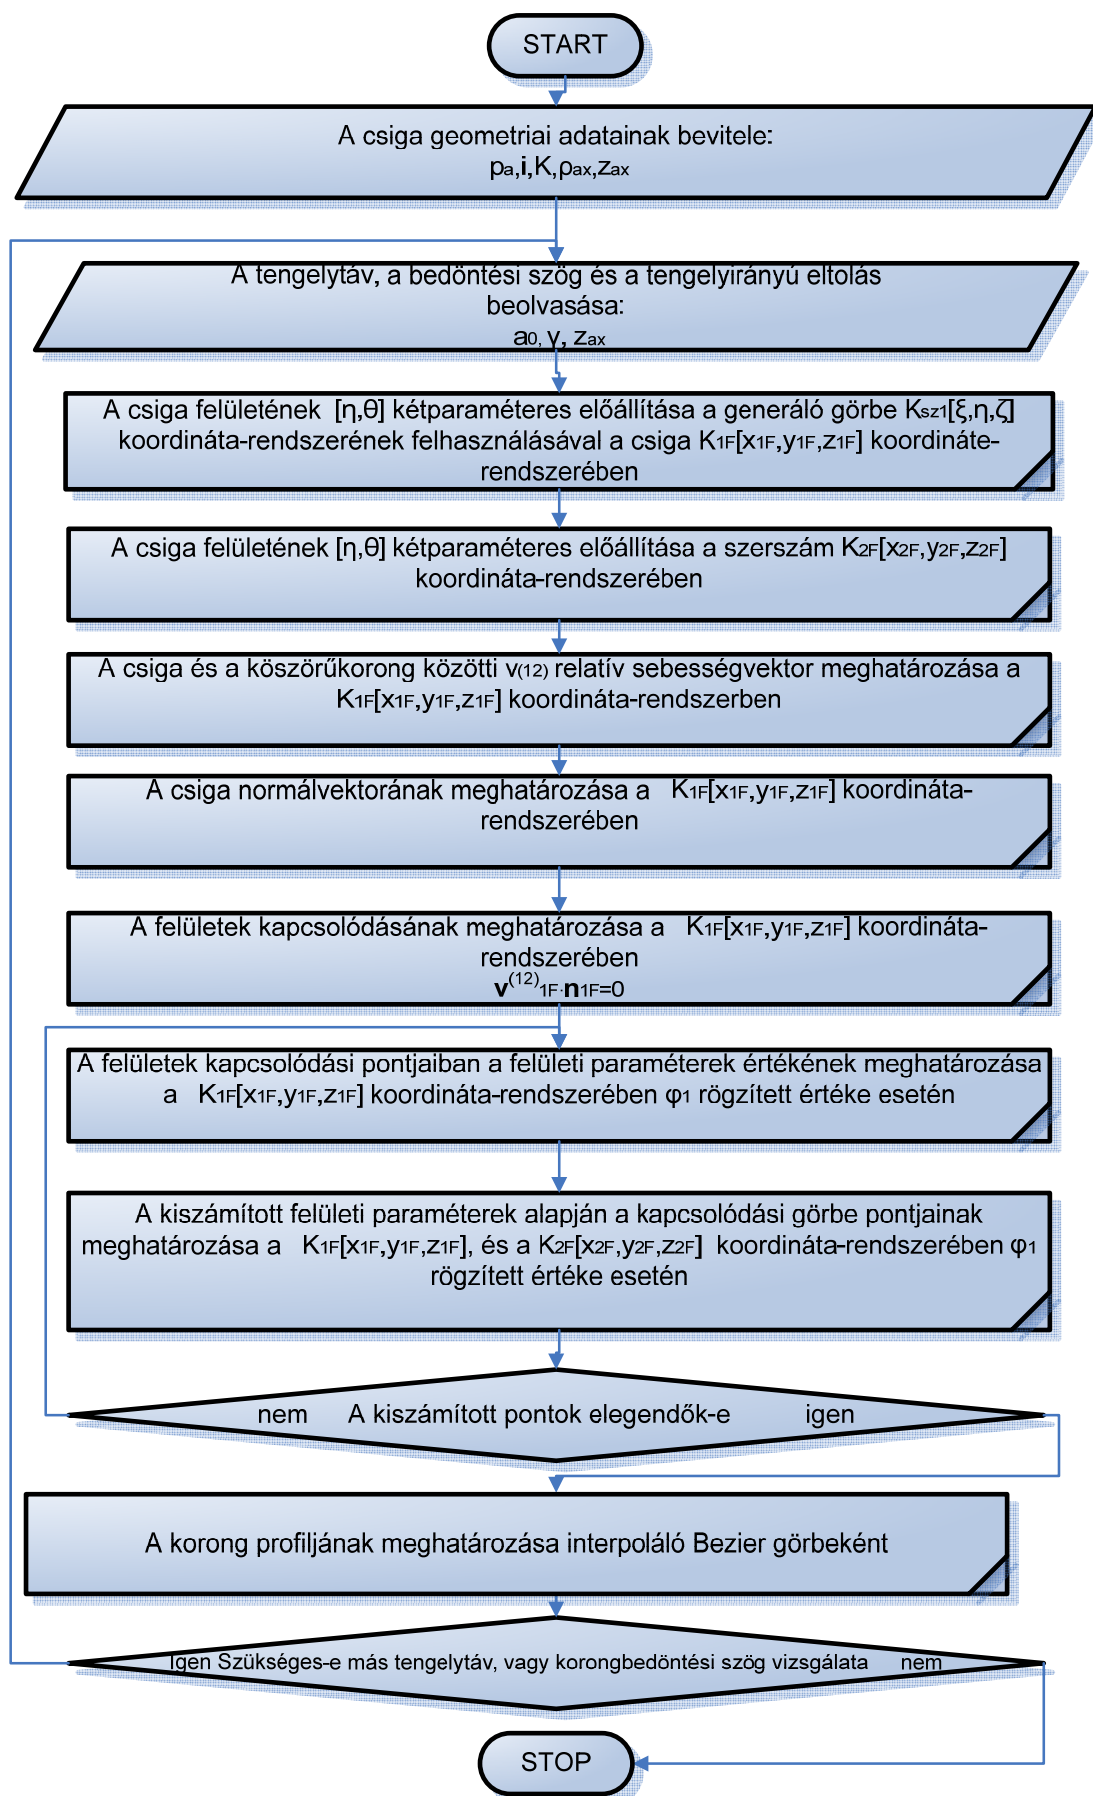 START
A csiga geometriai adatainak bevitele:
pa,i,K,ρax,zax
A tengelytáv, a bedöntési szög és a tengelyirányú eltolás
beolvasása:
a0, γ, zax
A csiga felületének [η,θ] kétparaméteres előállítása a generáló görbe Ksz1[ξ,η,ζ]
koordináta-rendszerének felhasználásával a csiga K1F[x1F,y1F,z1F] koordináte-
rendszerében
A csiga felületének [η,θ] kétparaméteres előállítása a szerszám K2F[x2F,y2F,z2F]
koordináta-rendszerében
A csiga és a köszörűkorong közötti v(12) relatív sebességvektor meghatározása a
K1F[x1F,y1F,z1F] koordináta-rendszerben
A csiga normálvektorának meghatározása a K1F[x1F,y1F,z1F] koordináta-
rendszerében
A felületek kapcsolódásának meghatározása a K1F[x1F,y1F,z1F] koordináta-
rendszerében
v(12)1F·n1F=0
A felületek kapcsolódási pontjaiban a felületi paraméterek értékének meghatározása
a K1F[x1F,y1F,z1F] koordináta-rendszerében φ1 rögzített értéke esetén
A kiszámított felületi paraméterek alapján a kapcsolódási görbe pontjainak
meghatározása a K1F[x1F,y1F,z1F], és a K2F[x2F,y2F,z2F] koordináta-rendszerében φ1
rögzített értéke esetén
nem A kiszámított pontok elegendők-e igen
A korong profiljának meghatározása interpoláló Bezier görbeként
Igen Szükséges-e más tengelytáv, vagy korongbedöntési szög vizsgálata nem
STOP